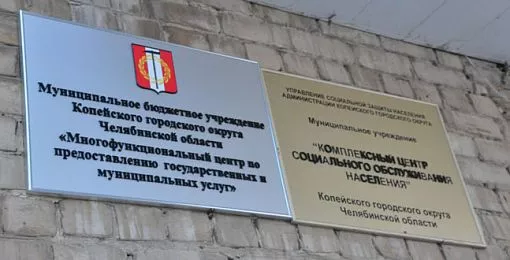 Муниципальное бюджетное учреждение
Копейского городского округа
Челябинской области
«Многофункциональный центр по
предоставлению государственных и
муниципальных услуг»
УПРАВЛЕНИЕ СОЦИАЛЬНОЙ ЗАЩИТЫ НАСЕЛЕНИЯ
АДМИНИСТРАЦИИ КОПЕЙСКОГО ГОРОДСКОГО ОКРУГА
Муниципальное учреждение
"КОМПЛЕКСНЫЙ ЦЕНТР
СОЦИАЛЬНОГО ОБСЛУЖИВАНИЯ
НАСЕЛЕНИЯ"
Копейского городского округа
Челябинской области